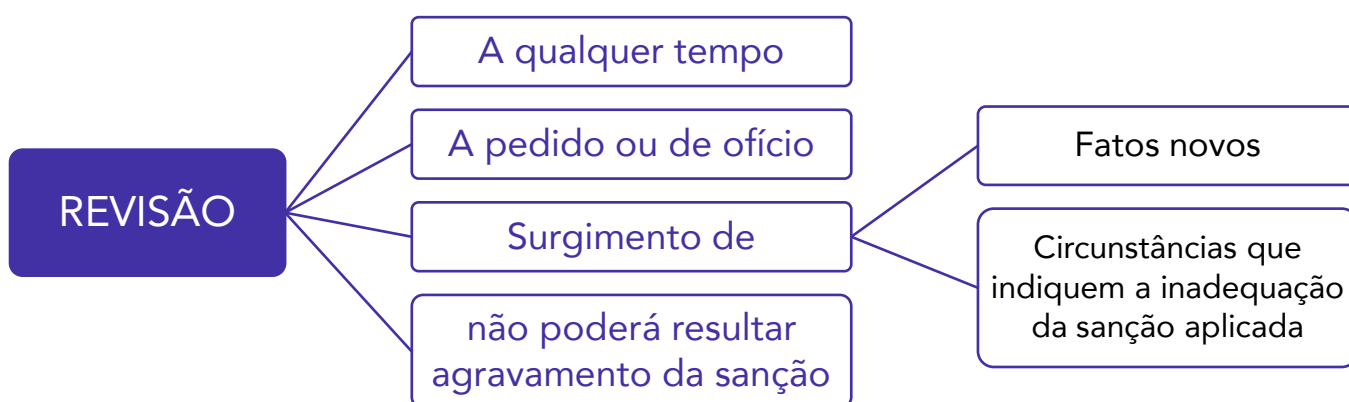 REVISÃO
A qualquer tempo
A pedido ou de ofício
Surgimento de
não poderá resultar
agravamento da sanção
Fatos novos
Circunstâncias que
indiquem a inadequação
da sanção aplicada